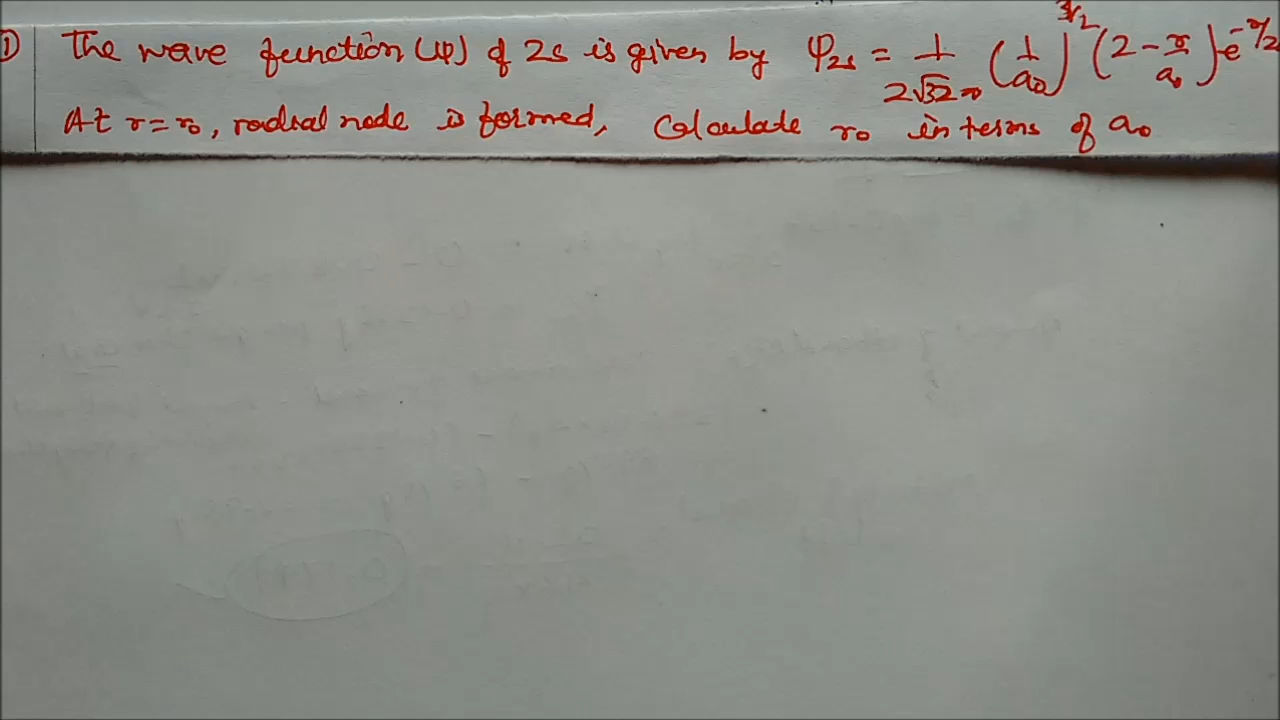 ① The wave function (ψ) of 2s is given by ψ₂ₛ = 1/2√32π (1/a₀)^3/2 (2 - r/a₀) e^-r/2
At r = r₀, radial node is formed, Calculate r₀ in terms of a₀